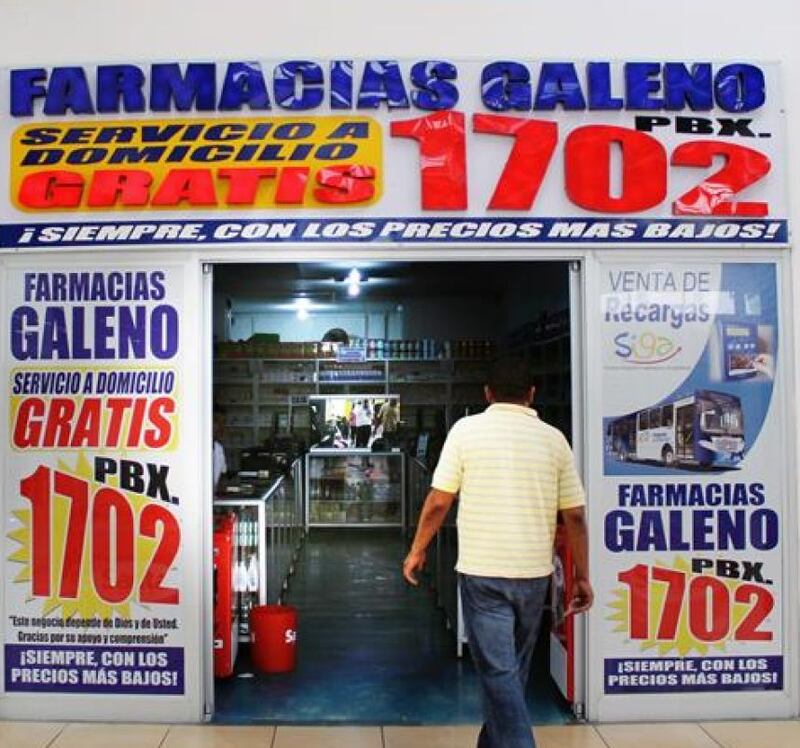 FARMACIAS GALENO
SERVICIO A
DOMICILIO
GRATIS
PBX.
1702
¡SIEMPRE, CON LOS PRECIOS MAS BAJOS!
FARMACIAS
GALENO
SERVICIO A DOMICILIO
GRATIS
PBX.
1702
"Este negocio depende de Dios y de Usted.
Gracias por su apoyo y comprensión"
¡SIEMPRE, CON LOS
PRECIOS MÁS BAJOS!
VENTA DE
Recargas
Siga
FARMACIAS
GALENO
PBX.
1702
¡SIEMPRE, CON LOS
PRECIOS MÁS BAJOS!